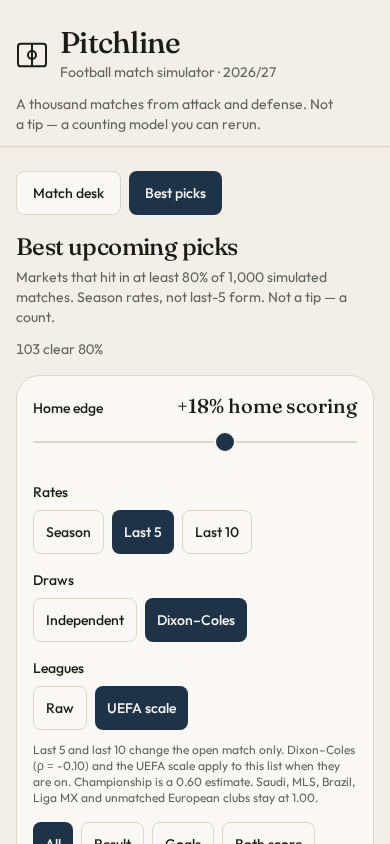 Pitchline
Football match simulator · 2026/27
A thousand matches from attack and defense. Not
a tip — a counting model you can rerun.
Match desk
Best picks
Best upcoming picks
Markets that hit in at least 80% of 1,000 simulated
matches. Season rates, not last-5 form. Not a tip — a
count.
103 clear 80%
Home edge
+18% home scoring
Rates
Season
Last 5
Last 10
Draws
Independent
Dixon–Coles
Leagues
Raw
UEFA scale
Last 5 and last 10 change the open match only. Dixon–Coles
(ρ = -0.10) and the UEFA scale apply to this list when they
are on. Championship is a 0.60 estimate. Saudi, MLS, Brazil,
Liga MX and unmatched European clubs stay at 1.00.
All
Result
Goals
Both score